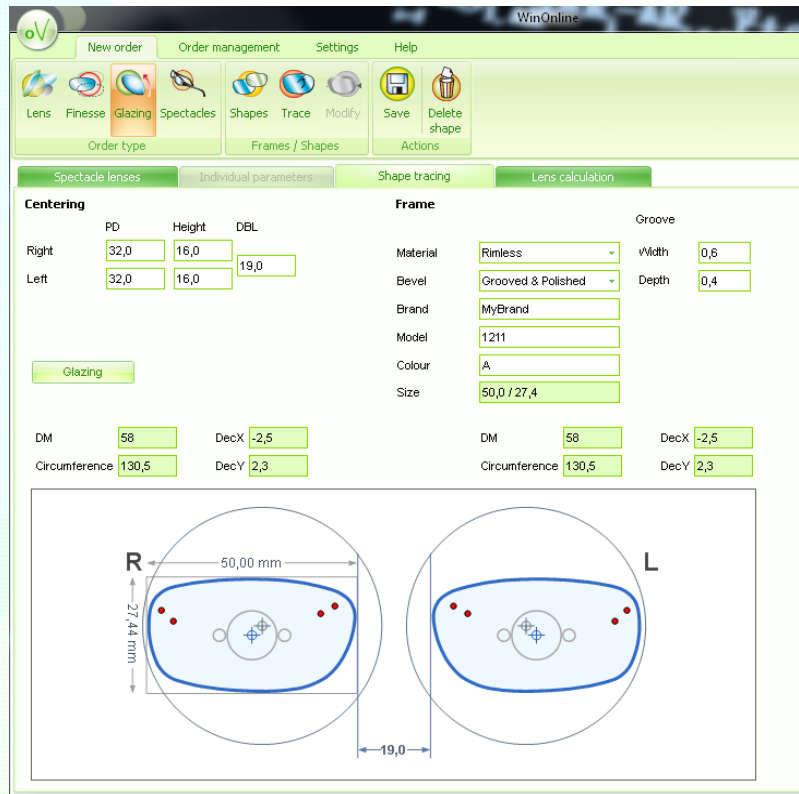 WinOnline
oV
New order Order management Settings Help
Lens Finesse Glazing Spectacles Shapes Trace Modify Save Delete shape
Order type Frames / Shapes Actions
Spectacle lenses Individual parameters Shape tracing Lens calculation
Centering Frame
PD Height DBL Groove
Right 32,0 16,0 19,0 Material Rimless Width 0,6
Left 32,0 16,0 Bevel Grooved & Polished Depth 0,4
Brand MyBrand
Model 1211
Glazing Colour A
Size 50,0 / 27,4
DM 58 DecX -2,5 DM 58 DecX -2,5
Circumference 130,5 DecY 2,3 Circumference 130,5 DecY 2,3
R 50,00 mm L
27,44 mm
19,0